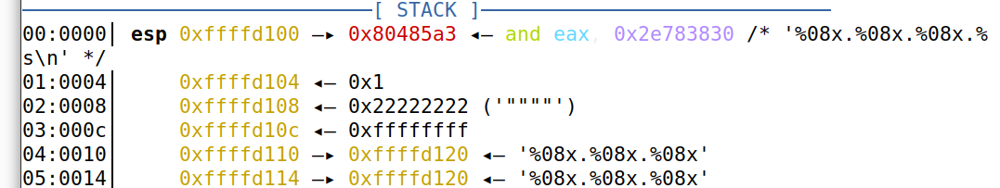 [ STACK ]
00:0000│ esp 0xffffd100 —▸ 0x80485a3 ◂— and eax, 0x2e783830 /* '%08x.%08x.%08x.%
s\n' */
01:0004│ 0xffffd104 ◂— 0x1
02:0008│ 0xffffd108 ◂— 0x22222222 ('""""')
03:000c│ 0xffffd10c ◂— 0xffffffff
04:0010│ 0xffffd110 —▸ 0xffffd120 ◂— '%08x.%08x.%08x'
05:0014│ 0xffffd114 —▸ 0xffffd120 ◂— '%08x.%08x.%08x'